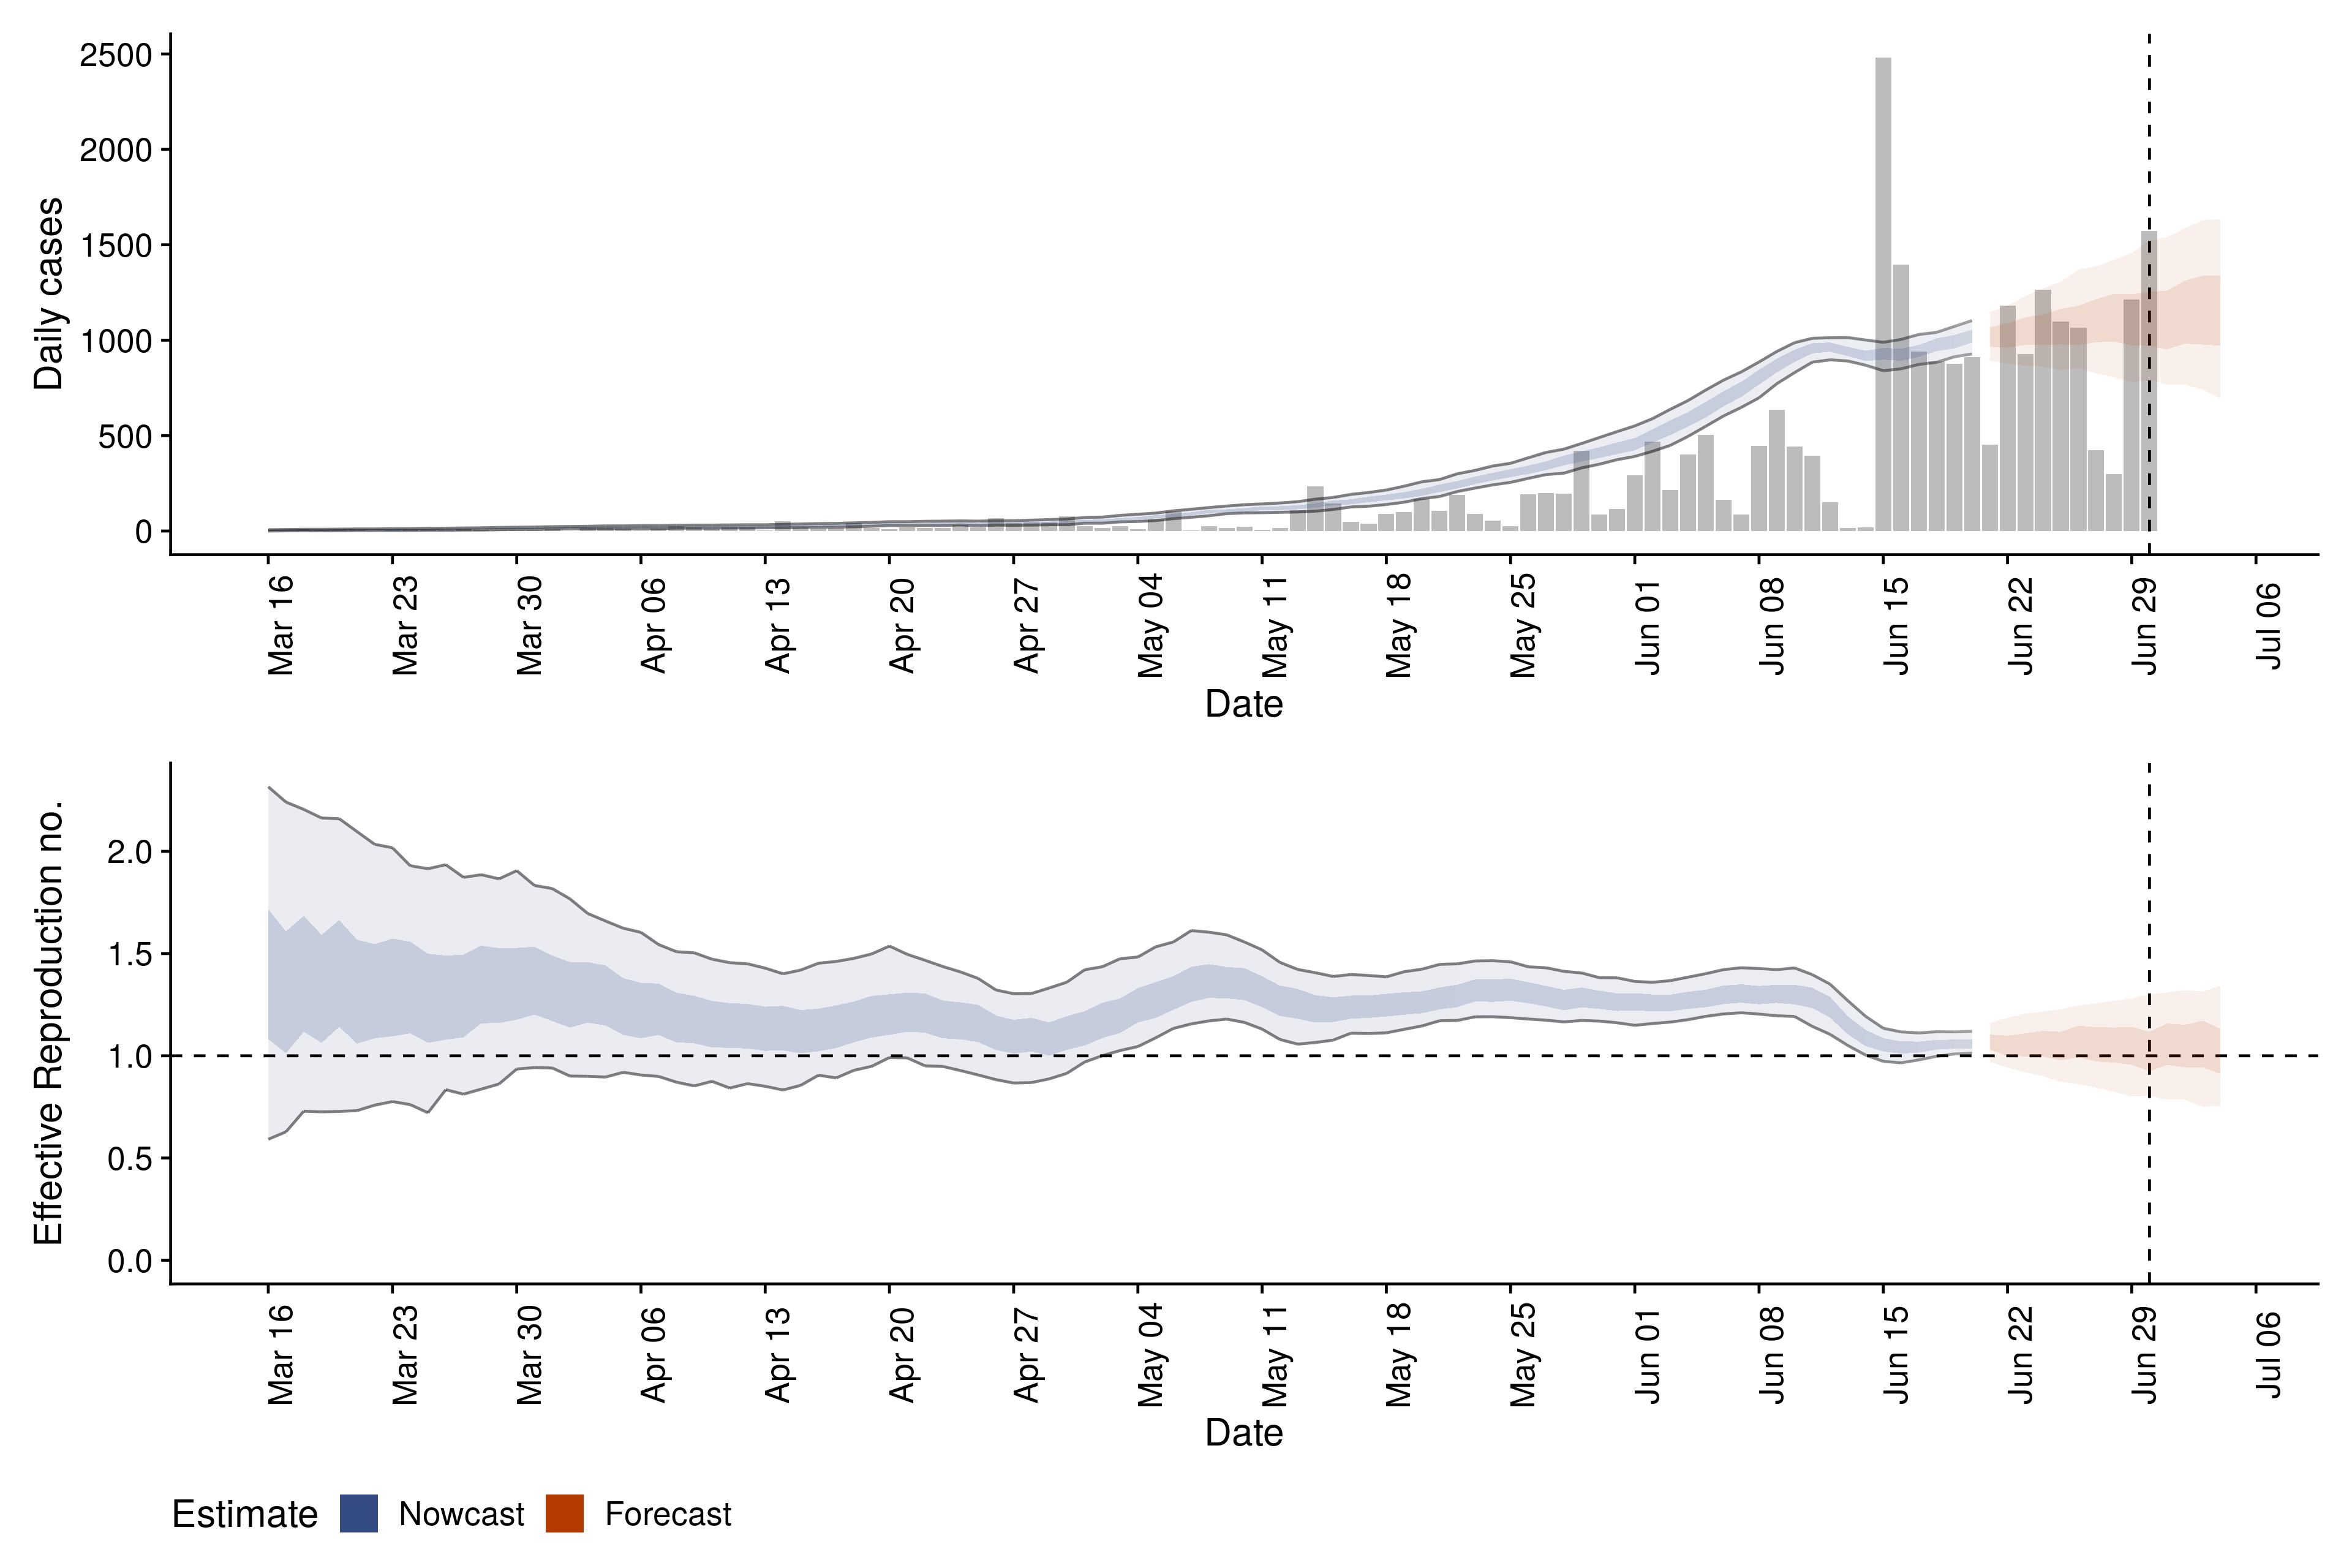 Daily cases
2500
2000
1500
1000
500
0
Mar 16 Mar 23 Mar 30 Apr 06 Apr 13 Apr 20 Apr 27 May 04 May 11 May 18 May 25 Jun 01 Jun 08 Jun 15 Jun 22 Jun 29 Jul 06
Date
Effective Reproduction no.
2.0
1.5
1.0
0.5
0.0
Mar 16 Mar 23 Mar 30 Apr 06 Apr 13 Apr 20 Apr 27 May 04 May 11 May 18 May 25 Jun 01 Jun 08 Jun 15 Jun 22 Jun 29 Jul 06
Date
Estimate Nowcast Forecast